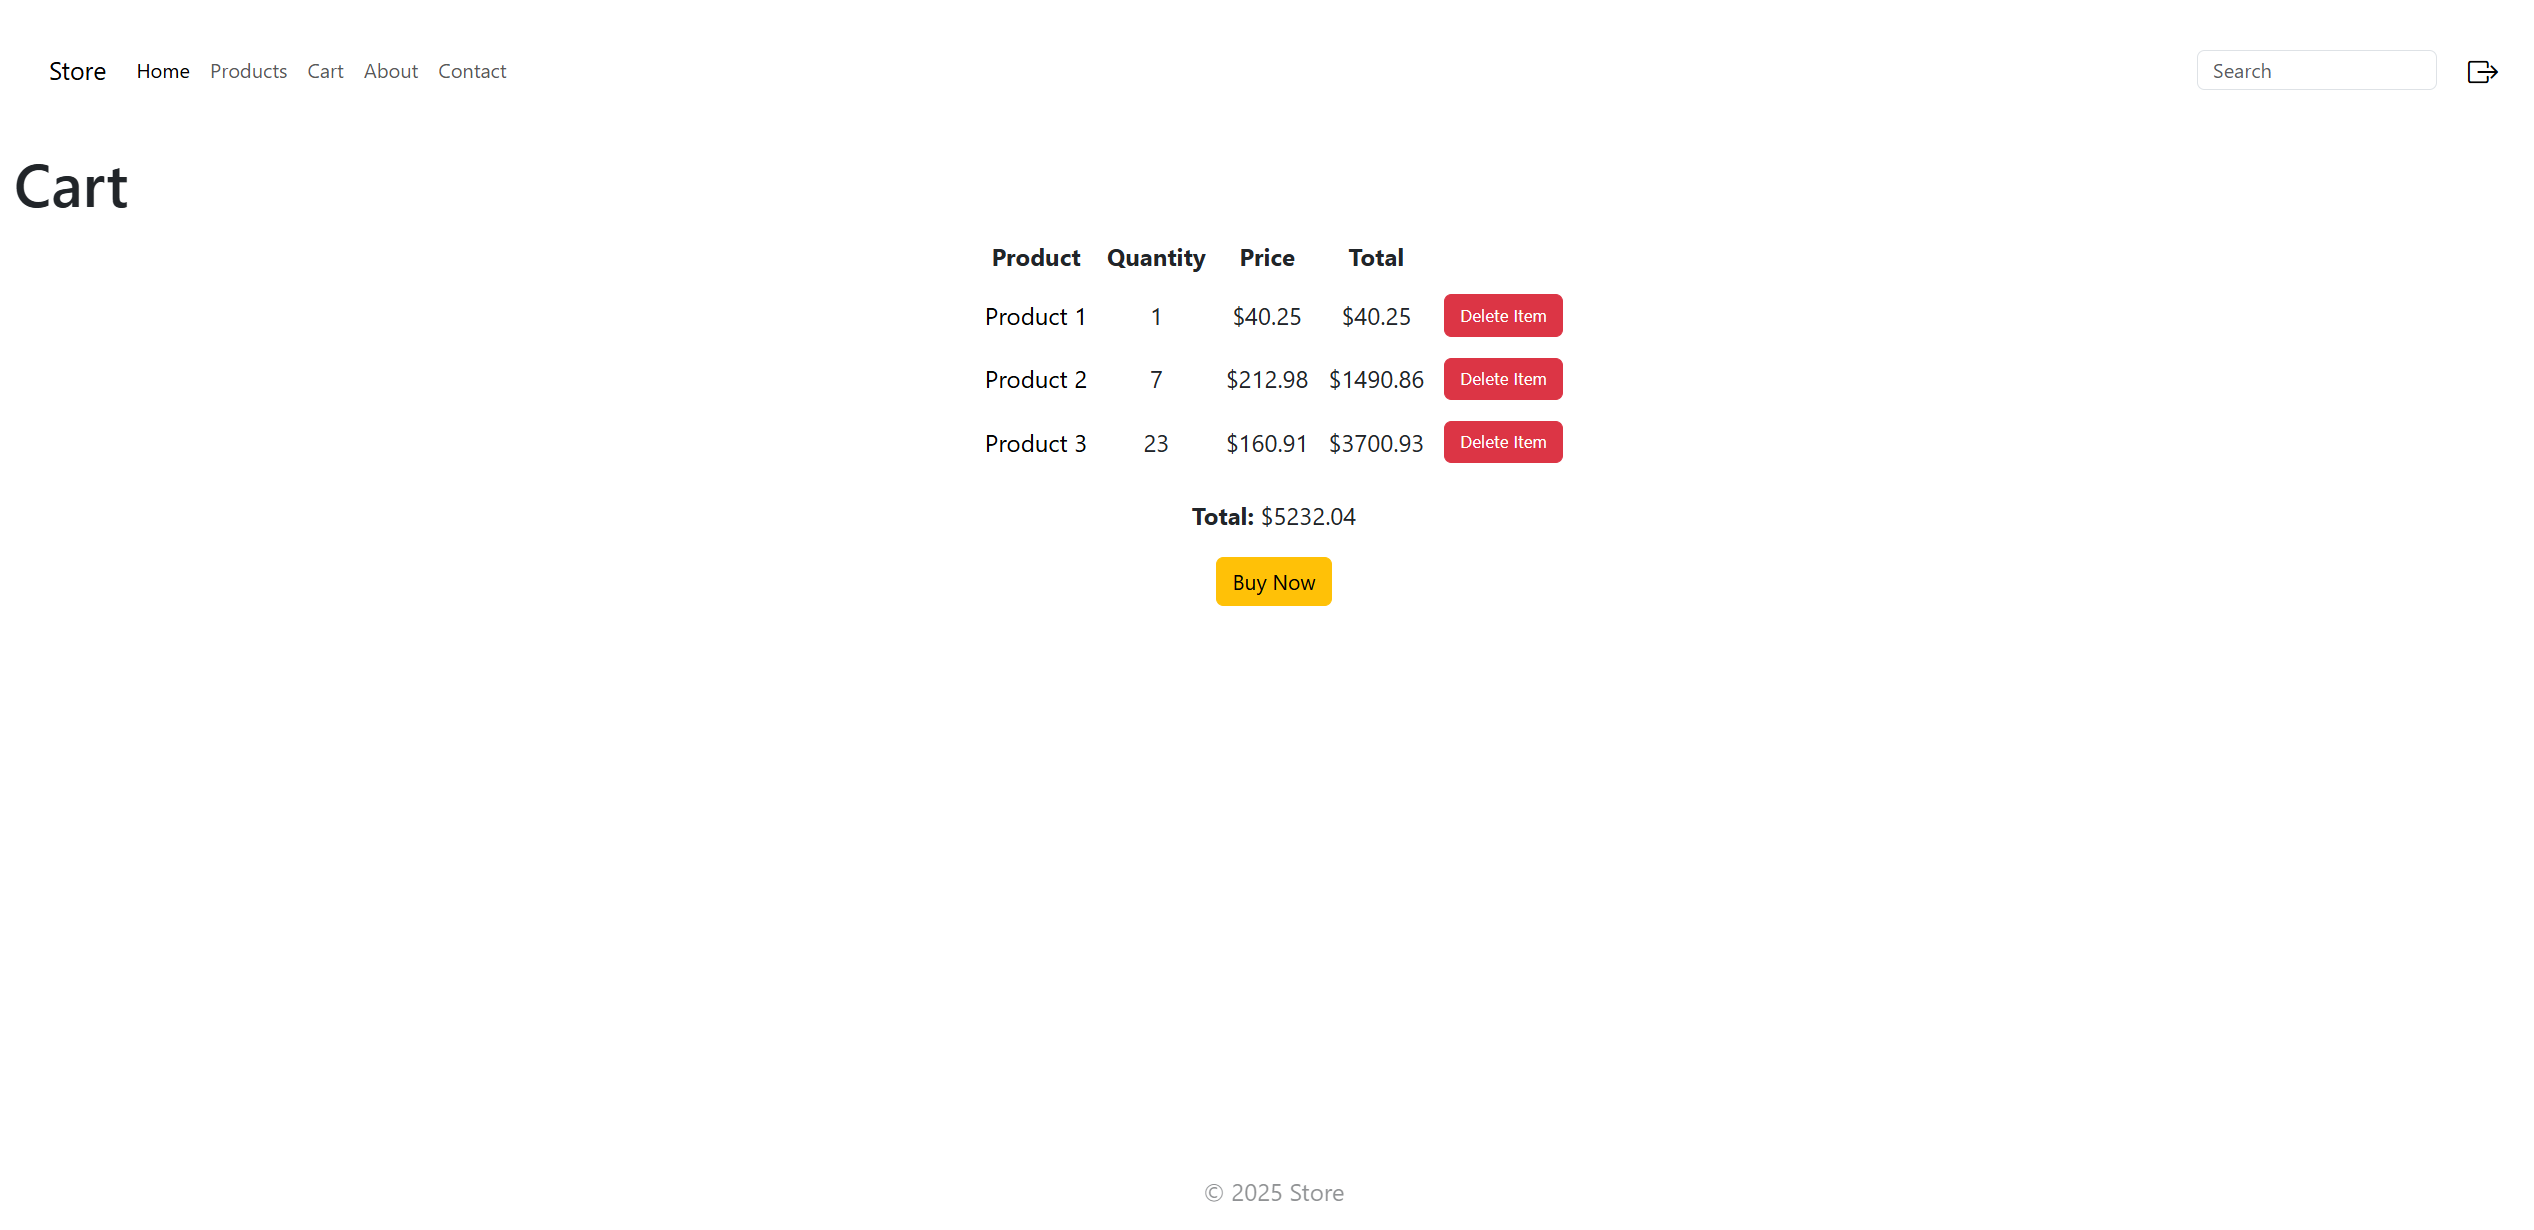 Store Home Products Cart About Contact Search
Cart
Product Quantity Price Total
Product 1 1 $40.25 $40.25 Delete Item
Product 2 7 $212.98 $1490.86 Delete Item
Product 3 23 $160.91 $3700.93 Delete Item
Total: $5232.04
Buy Now
© 2025 Store